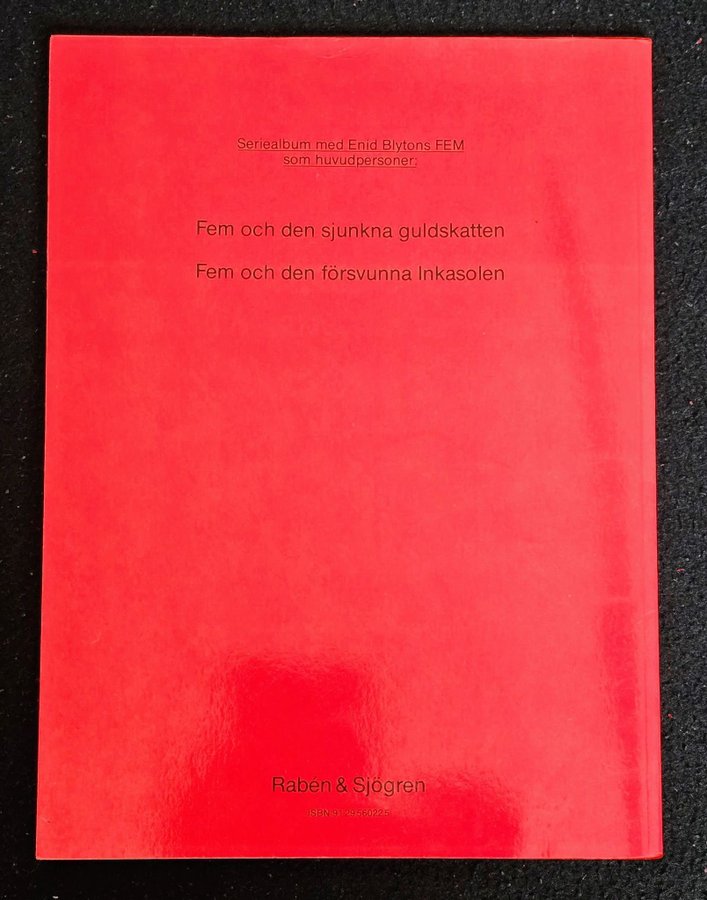 Seriealbum med Enid Blytons FEM
som huvudpersoner:
Fem och den sjunkna guldskatten
Fem och den försvunna Inkasolen
Rabén & Sjögren
ISBN 9129560225